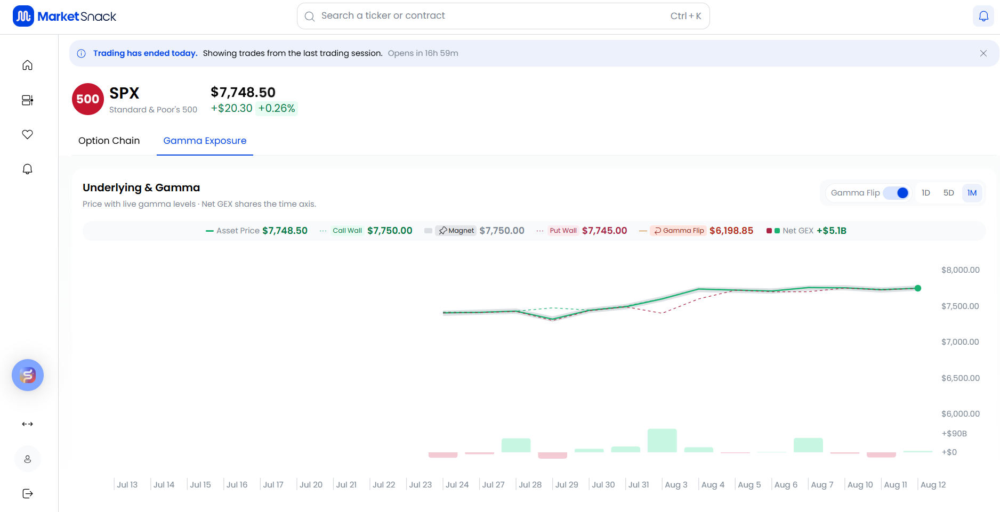 MarketSnack
Search a ticker or contract Ctrl + K
Trading has ended today. Showing trades from the last trading session. Opens in 16h 59m
500
SPX
Standard & Poor's 500
$7,748.50
+$20.30 +0.26%
Option Chain Gamma Exposure
Underlying & Gamma
Price with live gamma levels · Net GEX shares the time axis.
Gamma Flip 1D 5D 1M
Asset Price $7,748.50 Call Wall $7,750.00 Magnet $7,750.00 Put Wall $7,745.00 Gamma Flip $6,198.85 Net GEX +$5.1B
$8,000.00
$7,500.00
$7,000.00
$6,500.00
$6,000.00
+$90B
+$0
Jul 13 Jul 14 Jul 15 Jul 16 Jul 17 Jul 20 Jul 21 Jul 22 Jul 23 Jul 24 Jul 27 Jul 28 Jul 29 Jul 30 Jul 31 Aug 3 Aug 4 Aug 5 Aug 6 Aug 7 Aug 10 Aug 11 Aug 12